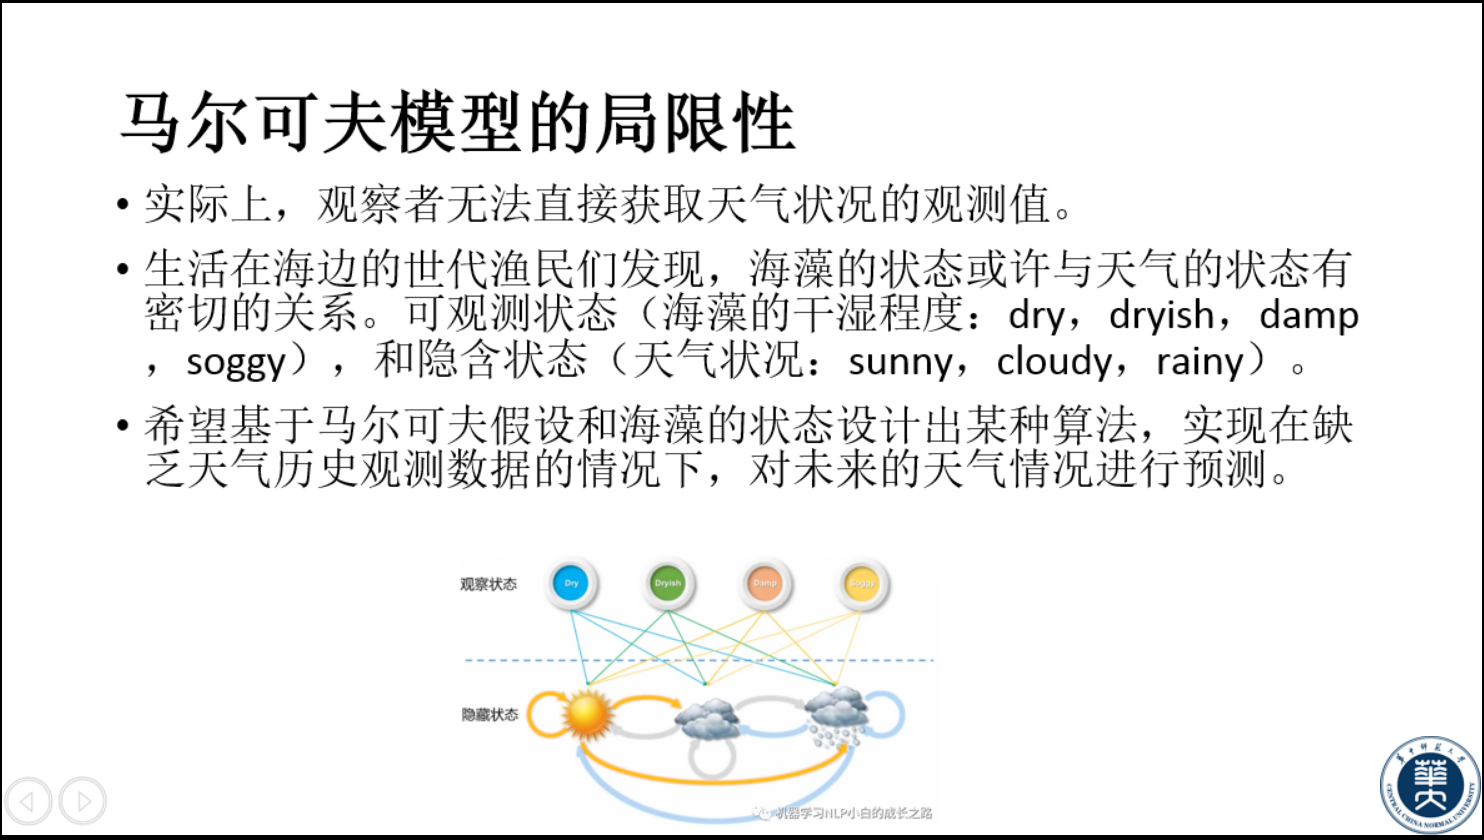 马尔可夫模型的局限性
• 实际上，观察者无法直接获取天气状况的观测值。
• 生活在海边的世代渔民们发现，海藻的状态或许与天气的状态有
密切的关系。可观测状态（海藻的干湿程度：dry，dryish，damp
，soggy），和隐含状态（天气状况：sunny，cloudy，rainy）。
• 希望基于马尔可夫假设和海藻的状态设计出某种算法，实现在缺
乏天气历史观测数据的情况下，对未来的天气情况进行预测。
观察状态 Dry Dryish Damp Soggy
隐藏状态
机器学习NLP小白的成长之路
华中师范大学
CENTRAL CHINA NORMAL UNIVERSITY